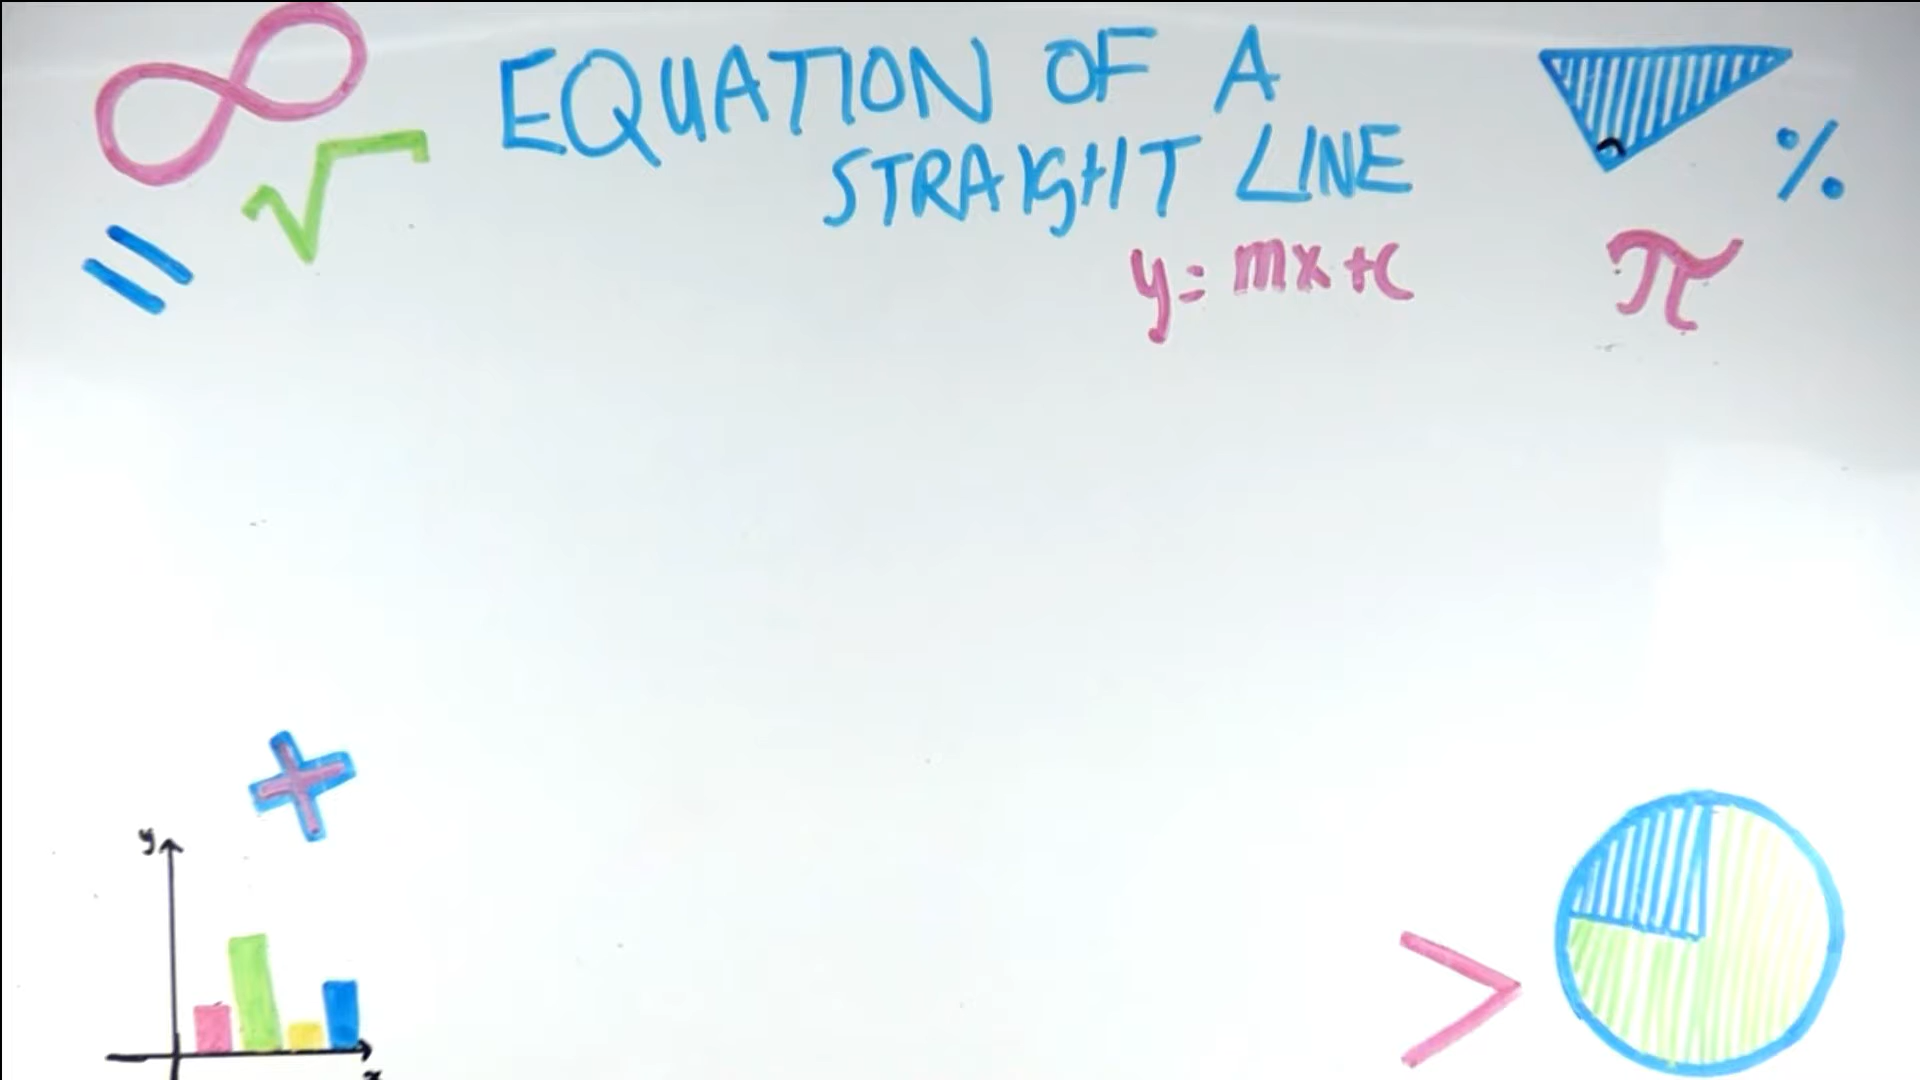 EQUATION OF A
STRAIGHT LINE
y = mx + c
√
=
%
π
+
y
x
>